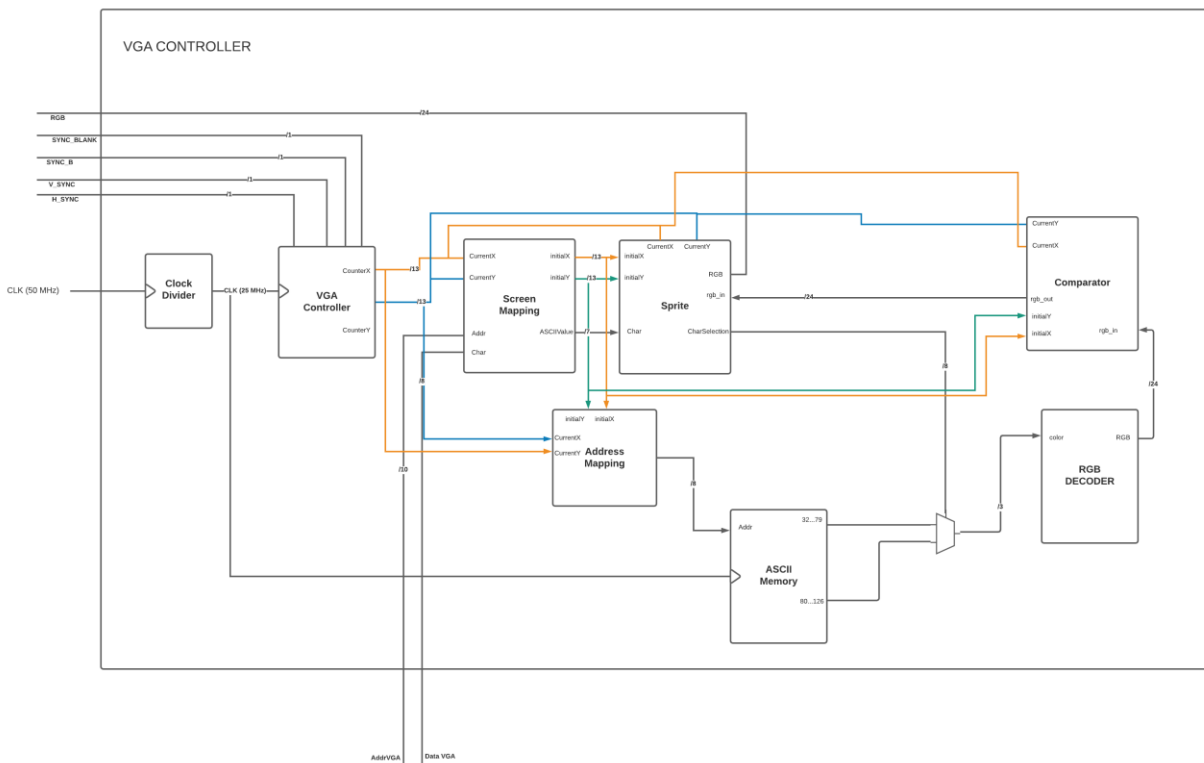 VGA CONTROLLER
/24
RGB
/1
SYNC_BLANK
/1
SYNC_B
/1
V_SYNC
/1
H_SYNC
CurrentY
CurrentX
CurrentX
CurrentY
CurrentX
initialX
/13
initialX
CounterX
/13
RGB
CurrentY
initialY
/13
initialY
Clock
Divider
Comparator
CLK (50 MHz)
CLK (25 MHz)
VGA
Controller
Screen
Mapping
Sprite
rgb_in
/24
rgb_out
/13
initialY
CounterY
Addr
ASCIIValue
/7
Char
CharSelection
initialX
rgb_in
Char
/8
/8
/24
initialY
initialX
CurrentX
CurrentY
Address
Mapping
color
RGB
RGB
DECODER
/10
/8
/3
Addr
32...79
ASCII
Memory
80...126
AddrVGA
Data VGA